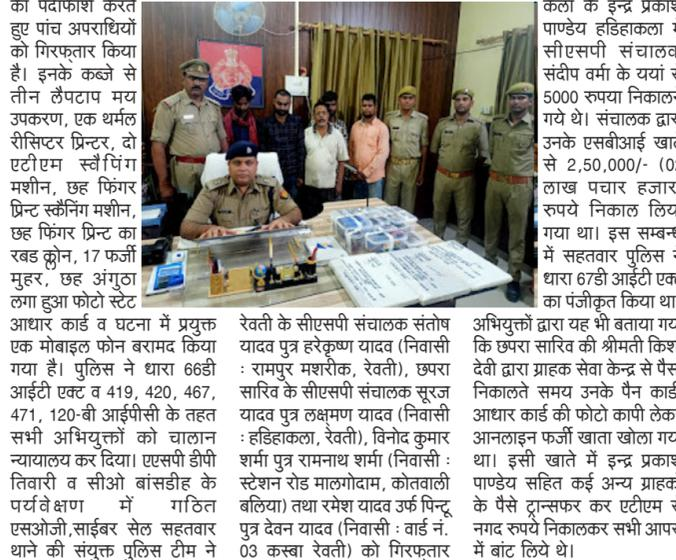 का पर्दाफाश करते
हुए पांच अपराधियों
को गिरफ्तार किया
है। इनके कब्जे से
तीन लैपटाप मय
उपकरण, एक थर्मल
रीसिप्टर प्रिन्टर, दो
एटीएम स्वैपिंग
मशीन, छह फिंगर
प्रिन्ट स्कैनिंग मशीन,
छह फिंगर प्रिन्ट का
रबड क्लोन, 17 फर्जी
मुहर, छह अंगुठा
लगा हुआ फोटो स्टेट
आधार कार्ड व घटना में प्रयुक्त
एक मोबाइल फोन बरामद किया
गया है। पुलिस ने धारा 66डी
आईटी एक्ट व 419, 420, 467,
471, 120-बी आईपीसी के तहत
सभी अभियुक्तों को चालान
न्यायालय कर दिया। एएसपी डीपी
तिवारी व सीओ बांसडीह के
पर्यवेक्षण में गठित
एसओजी,साईबर सेल सहतवार
थाने की संयुक्त पुलिस टीम ने
रेवती के सीएसपी संचालक संतोष
यादव पुत्र हरेकृष्ण यादव (निवासी
: रामपुर मशरीक, रेवती), छपरा
सारिव के सीएसपी संचालक सूरज
यादव पुत्र लक्ष्मण यादव (निवासी
: हडिहाकला, रेवती), विनोद कुमार
शर्मा पुत्र रामनाथ शर्मा (निवासी :
स्टेशन रोड मालगोदाम, कोतवाली
बलिया) तथा रमेश यादव उर्फ पिन्टू
पुत्र देवन यादव (निवासी : वार्ड नं.
03 कस्बा रेवती) को गिरफ्तार
कला के इन्द्र प्रकाश
पाण्डेय हडिहाकला
सीएसपी संचालक
संदीप वर्मा के ययां
5000 रुपया निकालन
गये थे। संचालक द्वारा
उनके एसबीआई खात
से 2,50,000/- (0
लाख पचार हजार
रुपये निकाल लिय
गया था। इस सम्बन्ध
में सहतवार पुलिस
धारा 67डी आईटी एक्
का पंजीकृत किया था
अभियुक्तों द्वारा यह भी बताया गय
कि छपरा सारिव की श्रीमती किश
देवी द्वारा ग्राहक सेवा केन्द्र से पैस
निकालते समय उनके पैन कार्ड
आधार कार्ड की फोटो कापी लेक
आनलाइन फर्जी खाता खोला गय
था। इसी खाते में इन्द्र प्रकाश
पाण्डेय सहित कई अन्य ग्राहक
के पैसे ट्रान्सफर कर एटीएम
नगद रुपये निकालकर सभी आपस
में बांट लिये थे।